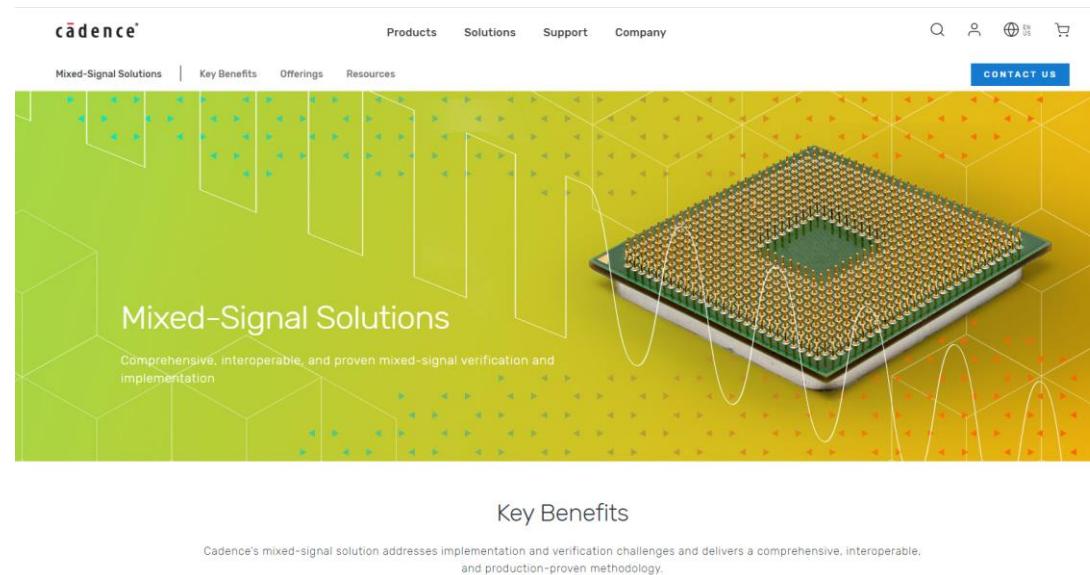 cādence®
Products Solutions Support Company
EN
US
Mixed-Signal Solutions Key Benefits Offerings Resources
CONTACT US
Mixed-Signal Solutions
Comprehensive, interoperable, and proven mixed-signal verification and
implementation
Key Benefits
Cadence's mixed-signal solution addresses implementation and verification challenges and delivers a comprehensive, interoperable,
and production-proven methodology.